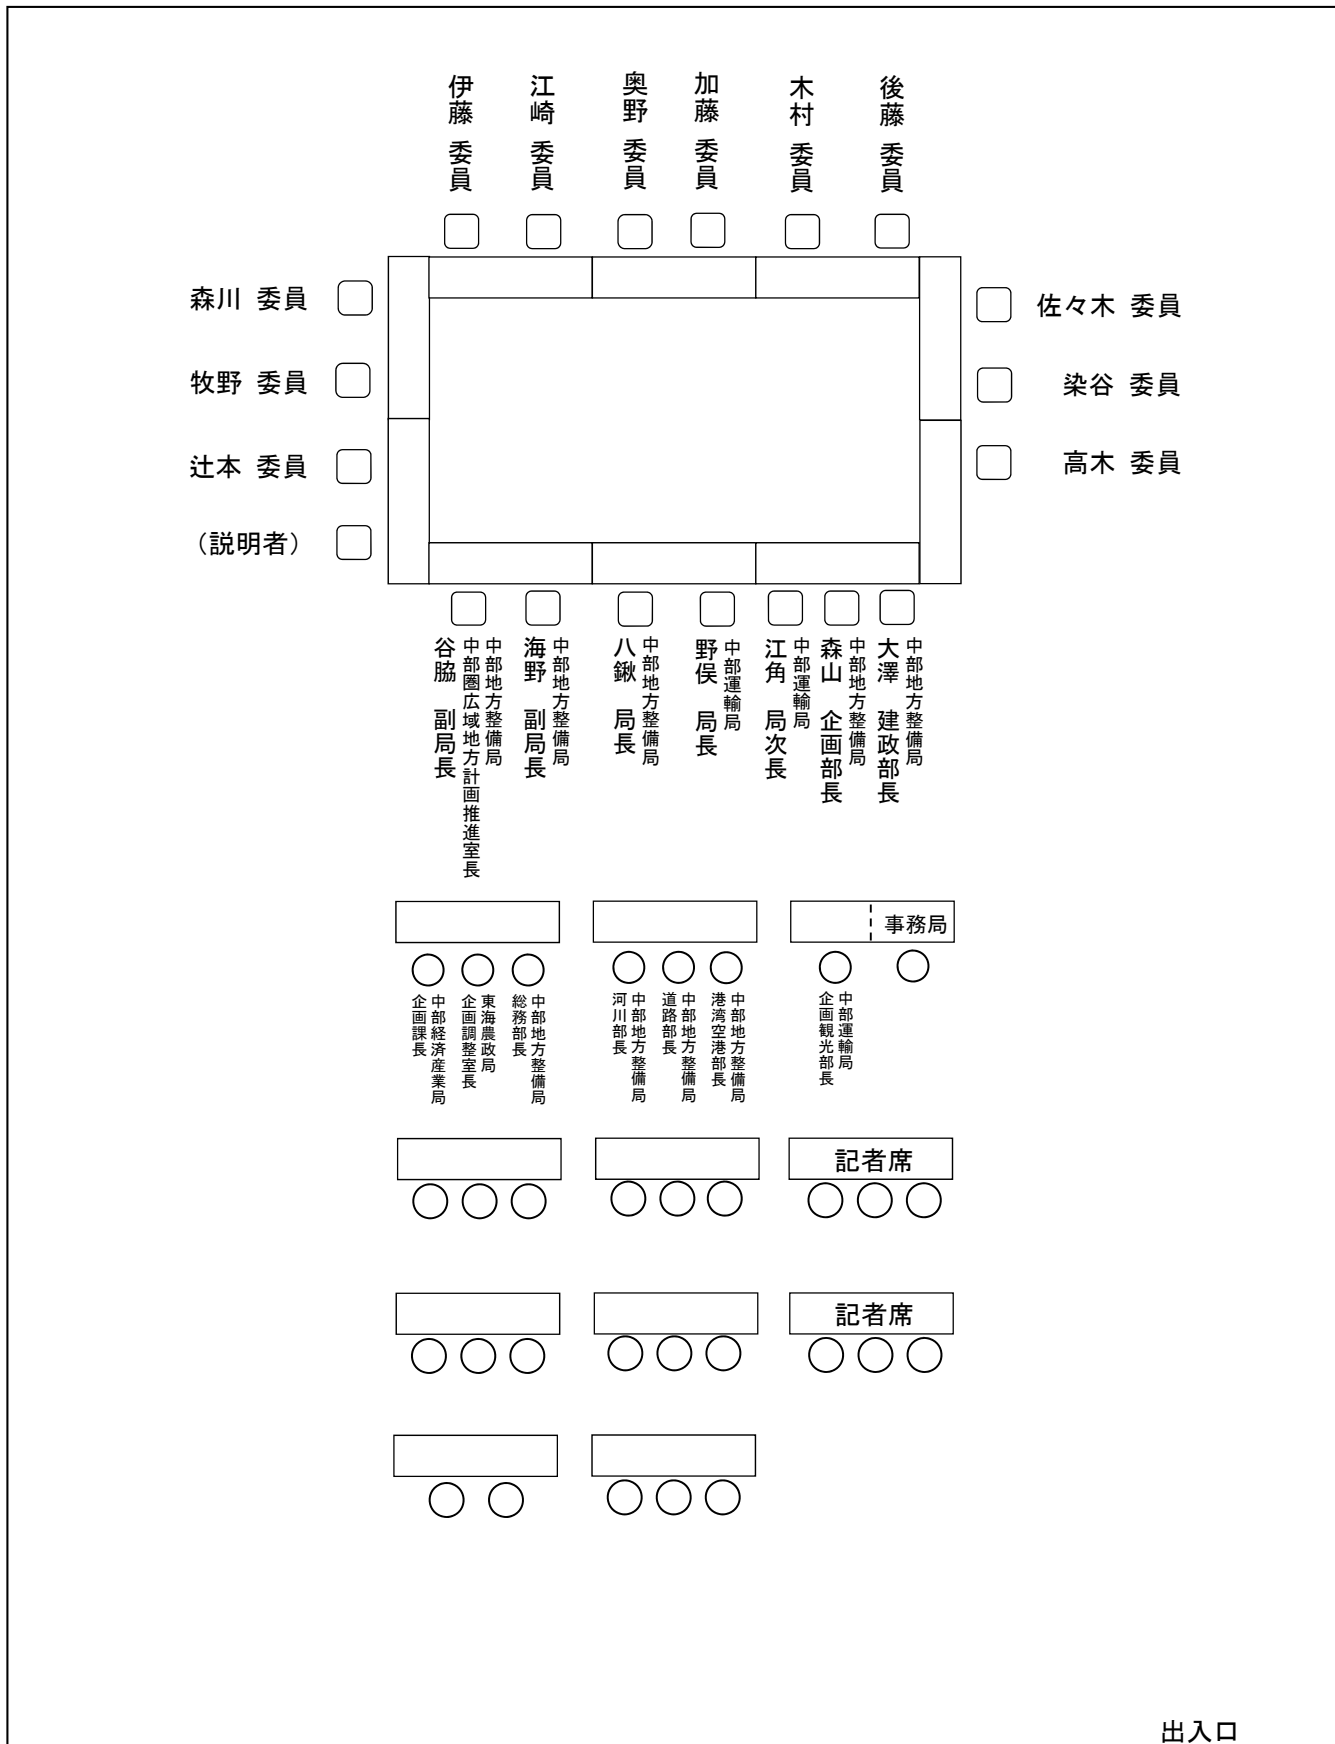 伊藤 委員
江崎 委員
奥野 委員
加藤 委員
木村 委員
後藤 委員
森川 委員
牧野 委員
辻本 委員
（説明者）
佐々木 委員
染谷 委員
高木 委員
中部地方整備局
中部圏広域地方計画推進室長
谷脇 副局長
中部地方整備局
海野 副局長
中部地方整備局
八鍬 局長
中部運輸局
野俣 局長
中部運輸局
江角 局次長
中部地方整備局
森山 企画部長
中部地方整備局
大澤 建政部長
事務局
中部経済産業局
企画課長
東海農政局
企画調整室長
中部地方整備局
総務部長
中部地方整備局
河川部長
中部地方整備局
道路部長
中部地方整備局
港湾空港部長
中部運輸局
企画観光部長
記者席
記者席
出入口